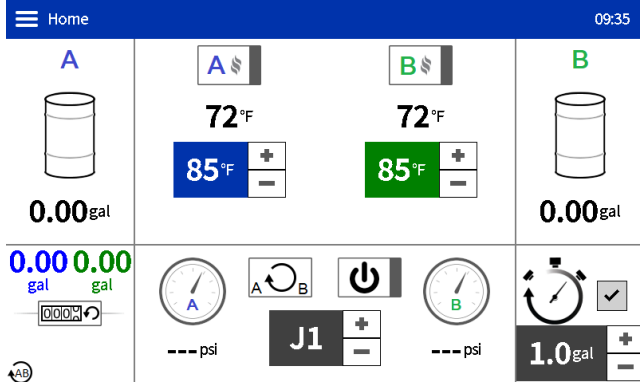 Home 09:35
A A B B
72°F 72°F
85°F + 85°F +
− −
0.00gal 0.00gal
0.00 0.00
gal gal
A B
A B
000
J1 +
−
---psi ---psi
1.0gal +
−
AB